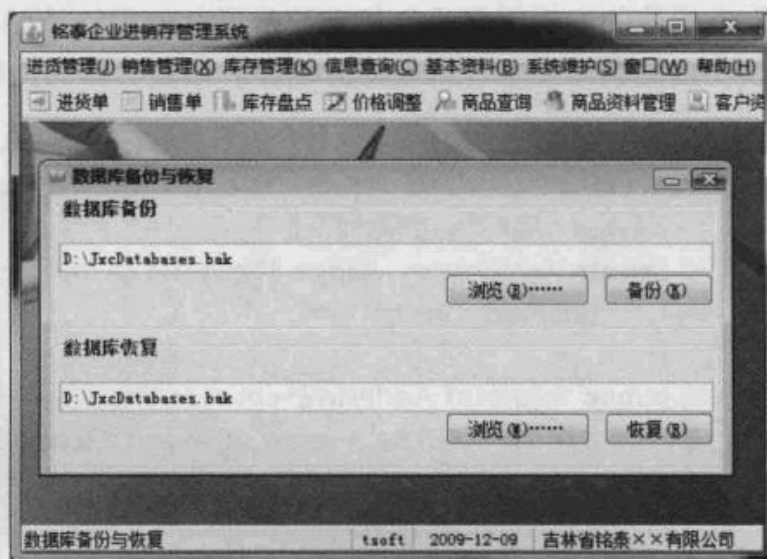 铭泰企业进销存管理系统
进货管理(J) 销售管理(X) 库存管理(K) 信息查询(C) 基本资料(B) 系统维护(S) 窗口(W) 帮助(H)
进货单 销售单 库存盘点 价格调整 商品查询 商品资料管理 客户资
数据库备份与恢复
数据库备份
D:\JxcDatabases.bak
浏览(B)…… 备份(K)
数据库恢复
D:\JxcDatabases.bak
浏览(W)…… 恢复(R)
数据库备份与恢复 tsoft 2009-12-09 吉林省铭泰××有限公司